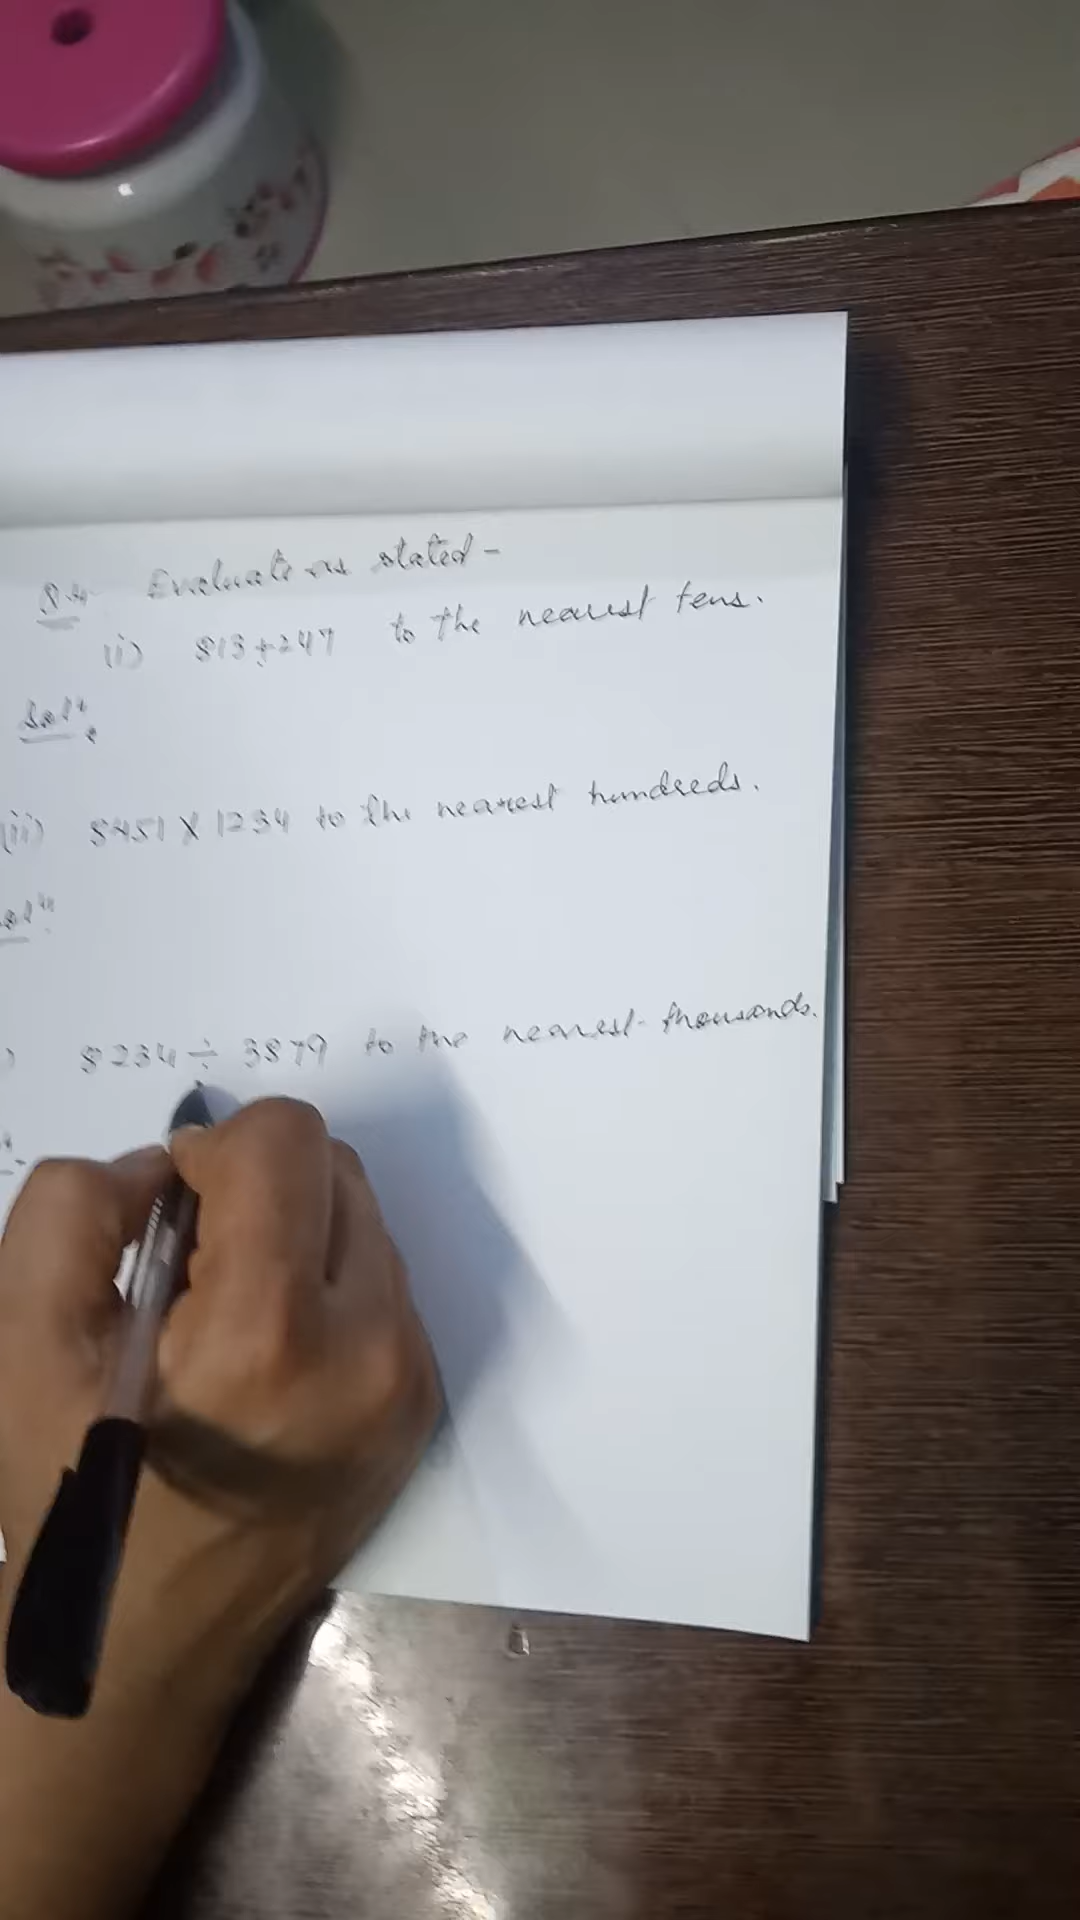 Q.4. Evaluate as stated -
(i) 813÷247 to the nearest tens.
Solⁿ.
(ii) 5451 X 1234 to the nearest hundreds.
Solⁿ.
) 8234 ÷ 3879 to the nearest thousands.